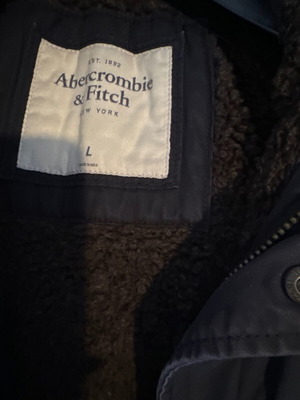 EST. 1892
Abercrombie
& Fitch
NEW YORK
L